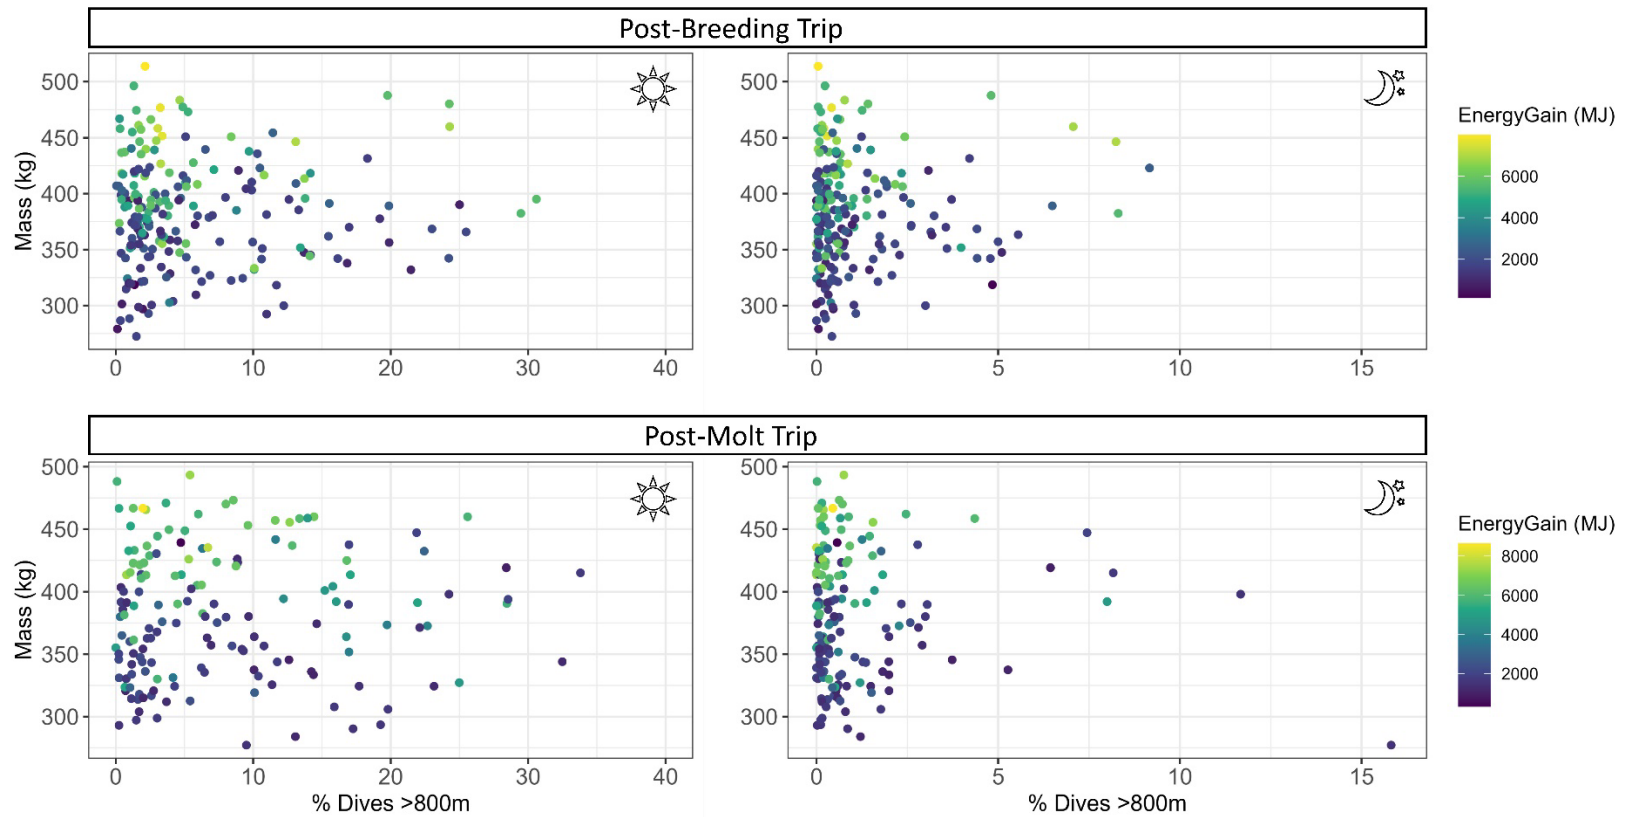 Post-Breeding Trip
500
450
400
350
300
Mass (kg)
0 10 20 30 40
500
450
400
350
300
0 5 10 15
EnergyGain (MJ)
6000
4000
2000
Post-Molt Trip
500
450
400
350
300
Mass (kg)
0 10 20 30 40
% Dives >800m
500
450
400
350
300
0 5 10 15
% Dives >800m
EnergyGain (MJ)
8000
6000
4000
2000